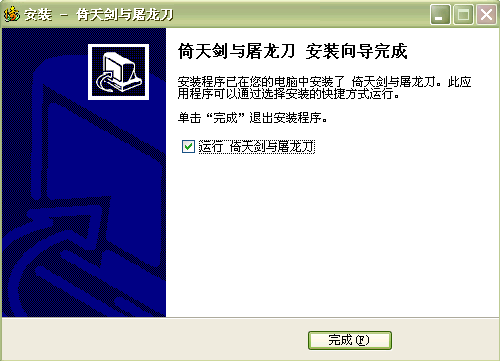 安装 - 倚天剑与屠龙刀
倚天剑与屠龙刀 安装向导完成
安装程序已在您的电脑中安装了 倚天剑与屠龙刀。此应
用程序可以通过选择安装的快捷方式运行。
单击“完成”退出安装程序。
运行 倚天剑与屠龙刀
完成(F)